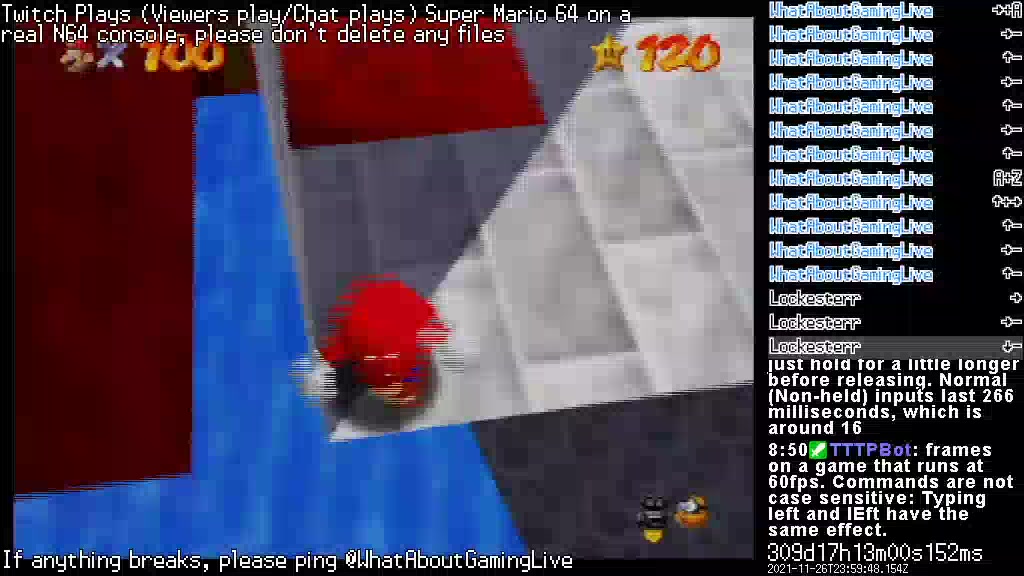 Twitch Plays (Viewers play/Chat plays) Super Mario 64 on a
real N64 console, please don't delete any files
100
120
WhatAboutGamingLive
WhatAboutGamingLive
WhatAboutGamingLive
WhatAboutGamingLive
WhatAboutGamingLive
WhatAboutGamingLive
WhatAboutGamingLive
WhatAboutGamingLive A+Z
WhatAboutGamingLive
WhatAboutGamingLive
WhatAboutGamingLive
WhatAboutGamingLive
Lockesterr
Lockesterr
Lockesterr
just hold for a little longer
before releasing. Normal
(Non-held) inputs last 266
milliseconds, which is
around 16
8:50 TTTPBot: frames
on a game that runs at
60fps. Commands are not
case sensitive: Typing
left and lEft have the
same effect.
309d17h13m00s152ms
2021-11-26T23:59:48.154Z
If anything breaks, please ping @WhatAboutGamingLive